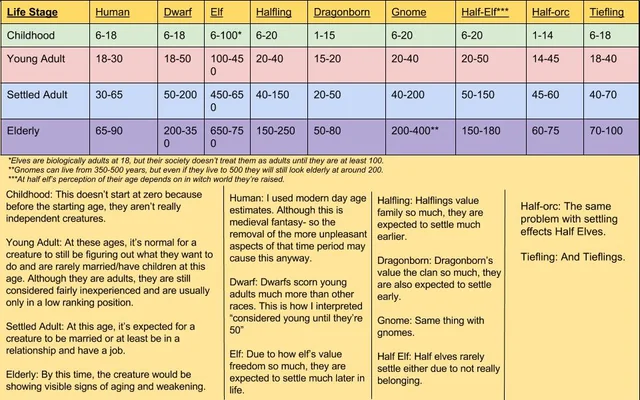 Life Stage Human Dwarf Elf Halfling Dragonborn Gnome Half-Elf*** Half-orc Tiefling
Childhood 6-18 6-18 6-100* 6-20 1-15 6-20 6-20 1-14 6-18
Young Adult 18-30 18-50 100-45 20-40 15-20 20-40 20-50 14-45 18-40
0
Settled Adult 30-65 50-200 450-65 40-150 20-50 40-200 50-150 45-60 40-70
0
Elderly 65-90 200-35 650-75 150-250 50-80 200-400** 150-180 60-75 70-100
0 0
*Elves are biologically adults at 18, but their society doesn't treat them as adults until they are at least 100.
**Gnomes can live from 350-500 years, but even if they live to 500 they will still look elderly at around 200.
***At half elf's perception of their age depends on in witch world they're raised.
Childhood: This doesn't start at zero because
before the starting age, they aren't really
independent creatures.
Young Adult: At these ages, it's normal for a
creature to still be figuring out what they want to
do and are rarely married/have children at this
age. Although they are adults, they are still
considered fairly inexperienced and are usually
only in a low ranking position.
Settled Adult: At this age, it's expected for a
creature to be married or at least be in a
relationship and have a job.
Elderly: By this time, the creature would be
showing visible signs of aging and weakening.
Human: I used modern day age
estimates. Although this is
medieval fantasy- so the
removal of the more unpleasant
aspects of that time period may
cause this anyway.
Dwarf: Dwarfs scorn young
adults much more than other
races. This is how I interpreted
"considered young until they're
50"
Elf: Due to how elf's value
freedom so much, they are
expected to settle much later in
life.
Halfling: Halflings value
family so much, they are
expected to settle much
earlier.
Dragonborn: Dragonborn's
value the clan so much, they
are also expected to settle
early.
Gnome: Same thing with
gnomes.
Half Elf: Half elves rarely
settle either due to not really
belonging.
Half-orc: The same
problem with settling
effects Half Elves.
Tiefling: And Tieflings.